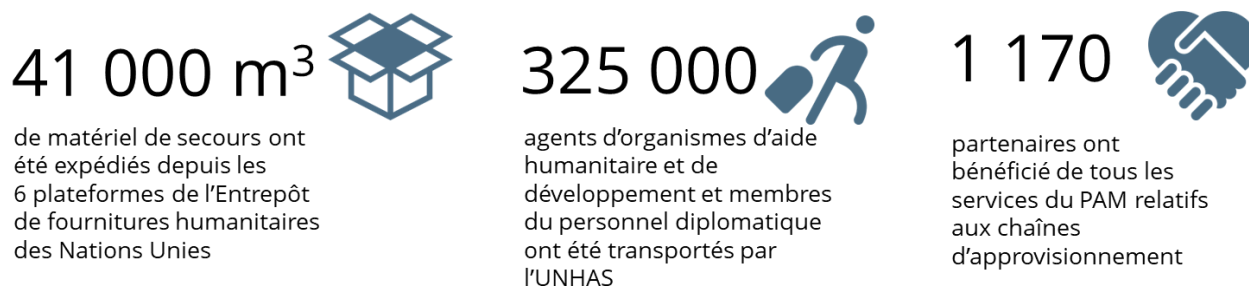 41 000 m³
de matériel de secours ont
été expédiés depuis les
6 plateformes de l'Entrepôt
de fournitures humanitaires
des Nations Unies
325 000
agents d'organismes d'aide
humanitaire et de
développement et membres
du personnel diplomatique
ont été transportés par
l'UNHAS
1 170
partenaires ont
bénéficié de tous les
services du PAM relatifs
aux chaînes
d'approvisionnement